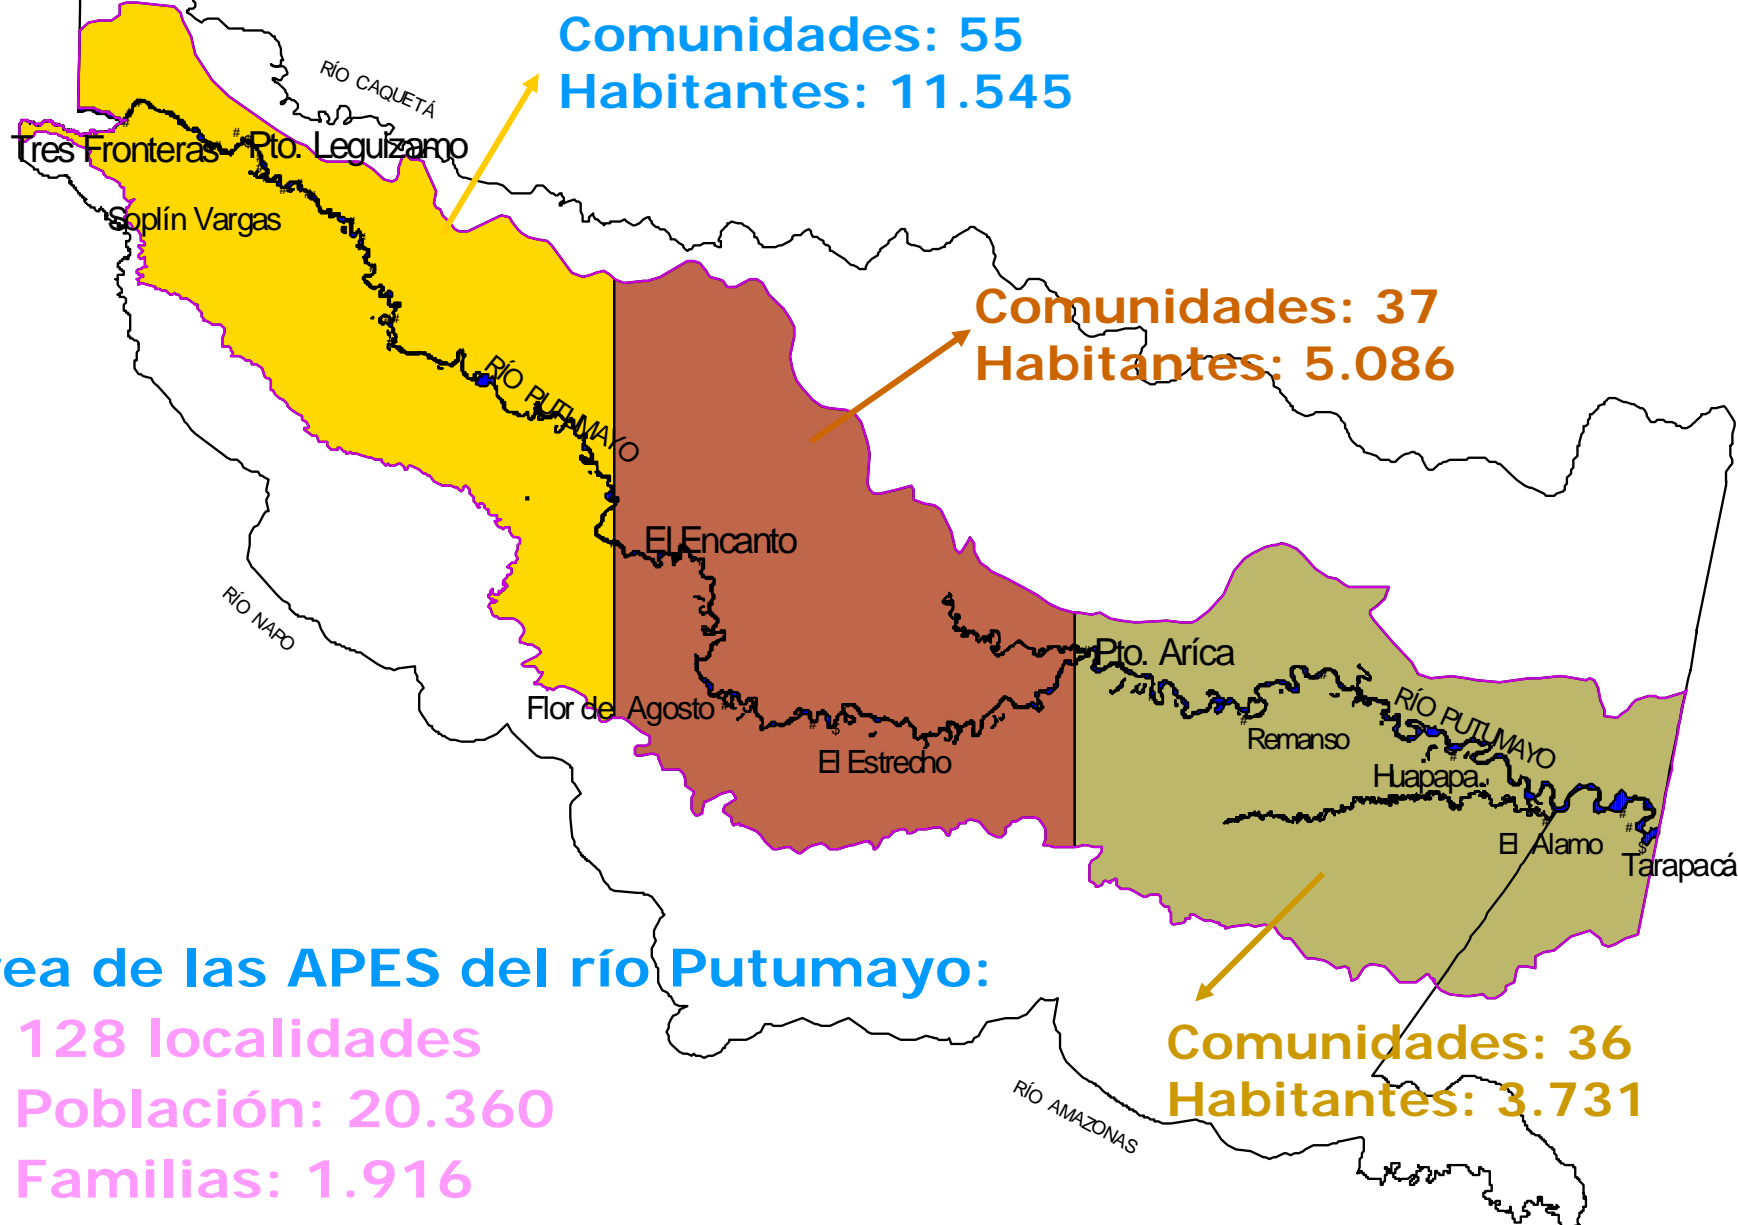 Comunidades: 55
Habitantes: 11.545
RÍO CAQUETÁ
Tres Fronteras
Pto. Leguízamo
Soplín Vargas
Comunidades: 37
Habitantes: 5.086
RÍO PUTUMAYO
El Encanto
RÍO NAPO
Pto. Aríca
Flor de Agosto
RÍO PUTUMAYO
Remanso
El Estrecho
Huapapa
El Alamo
Tarapacá
rea de las APES del río Putumayo:
128 localidades
Población: 20.360
Familias: 1.916
Comunidades: 36
Habitantes: 3.731
RÍO AMAZONAS